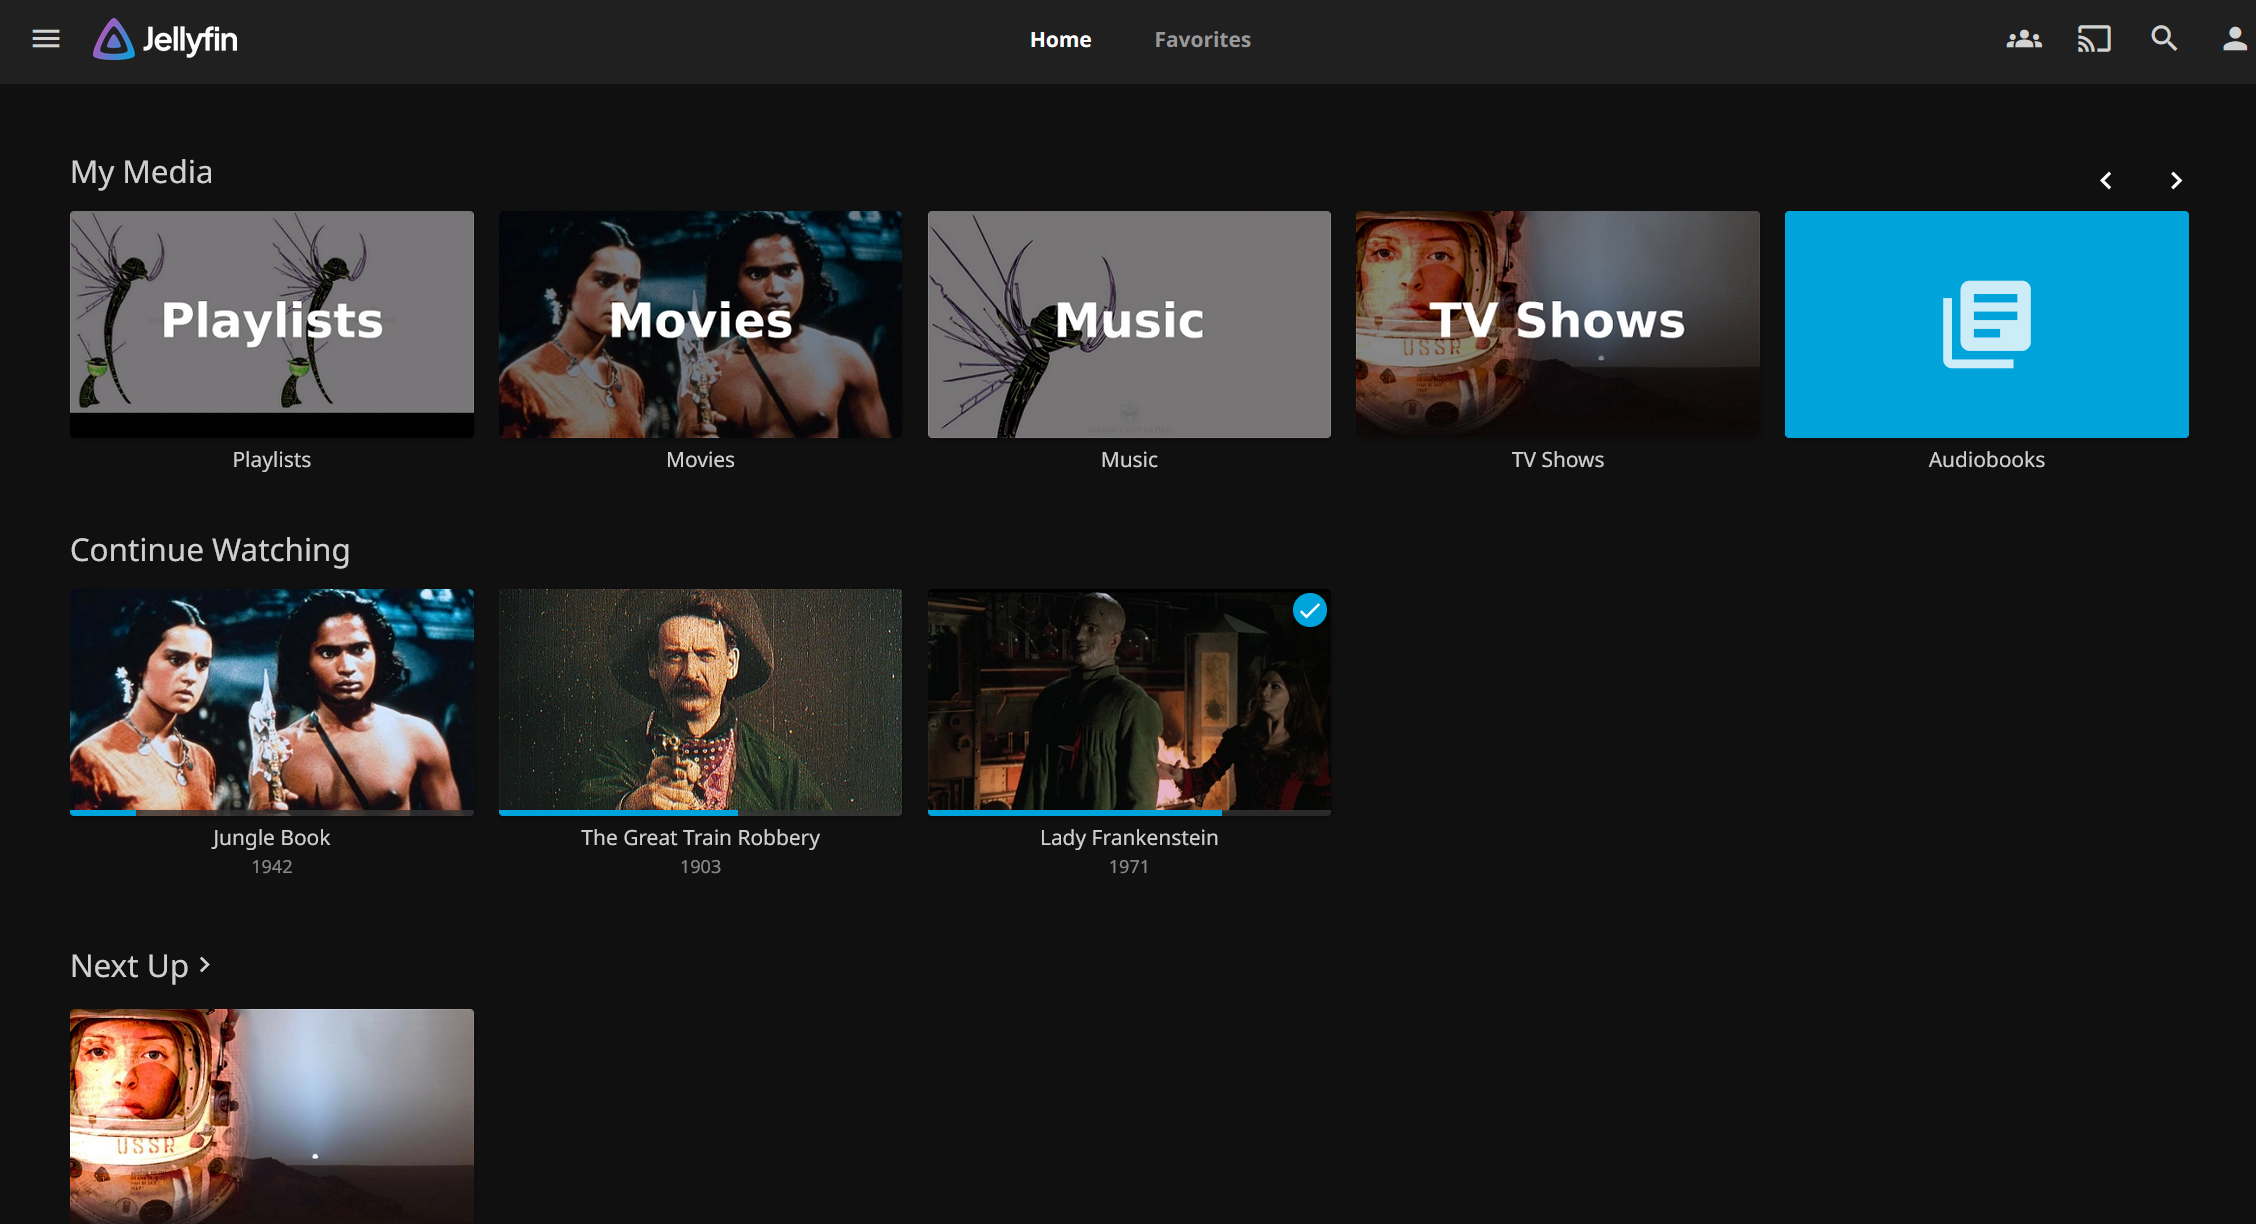 Jellyfin
Home
Favorites
My Media
Playlists
Movies
Music
TV Shows
USSR
Playlists
Movies
Music
TV Shows
Audiobooks
Continue Watching
Jungle Book
1942
The Great Train Robbery
1903
Lady Frankenstein
1971
Next Up
USSR